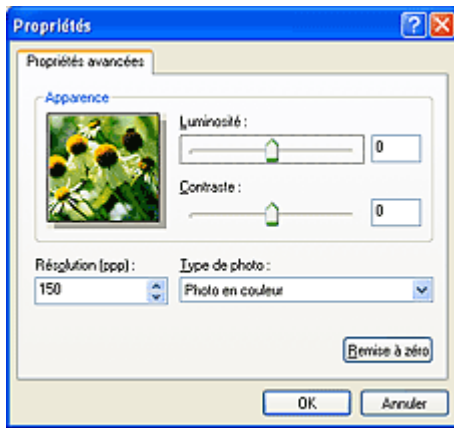 Propriétés
Propriétés avancées
Apparence
Luminosité :
0
Contraste :
0
Résolution (ppp) :
150
Type de photo :
Photo en couleur
Remise à zéro
OK
Annuler